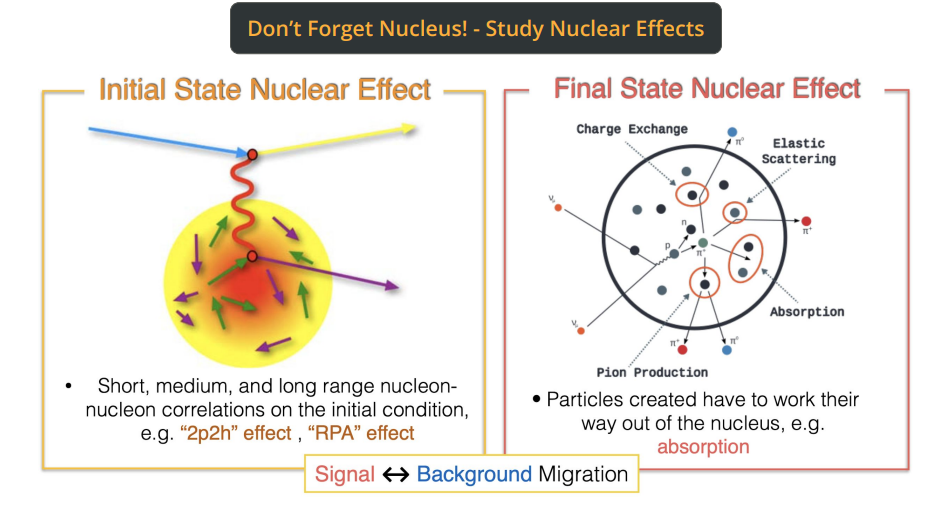 Don't Forget Nucleus! - Study Nuclear Effects
Initial State Nuclear Effect
• Short, medium, and long range nucleon-
nucleon correlations on the initial condition,
e.g. “2p2h” effect , “RPA” effect
Final State Nuclear Effect
Charge Exchange
π⁰
Elastic
Scattering
ν
n
p
π⁺
π⁺
Absorption
ν
π⁺
π⁰
Pion Production
• Particles created have to work their
way out of the nucleus, e.g.
absorption
Signal ↔ Background Migration